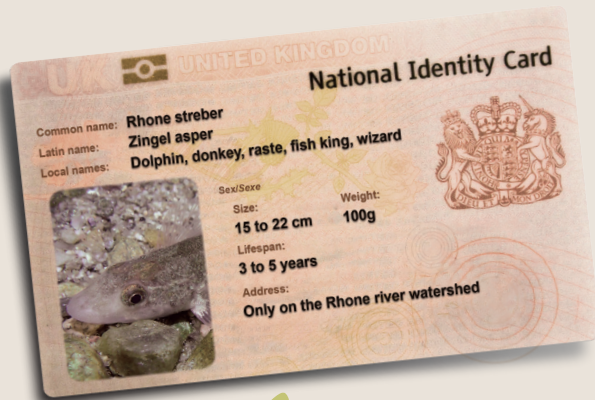 UK UNITED KINGDOM
National Identity Card
Common name: Rhone streber
Latin name: Zingel asper
Local names: Dolphin, donkey, raste, fish king, wizard
Sex/Sexe
Size: Weight:
15 to 22 cm 100g
Lifespan:
3 to 5 years
Address:
Only on the Rhone river watershed